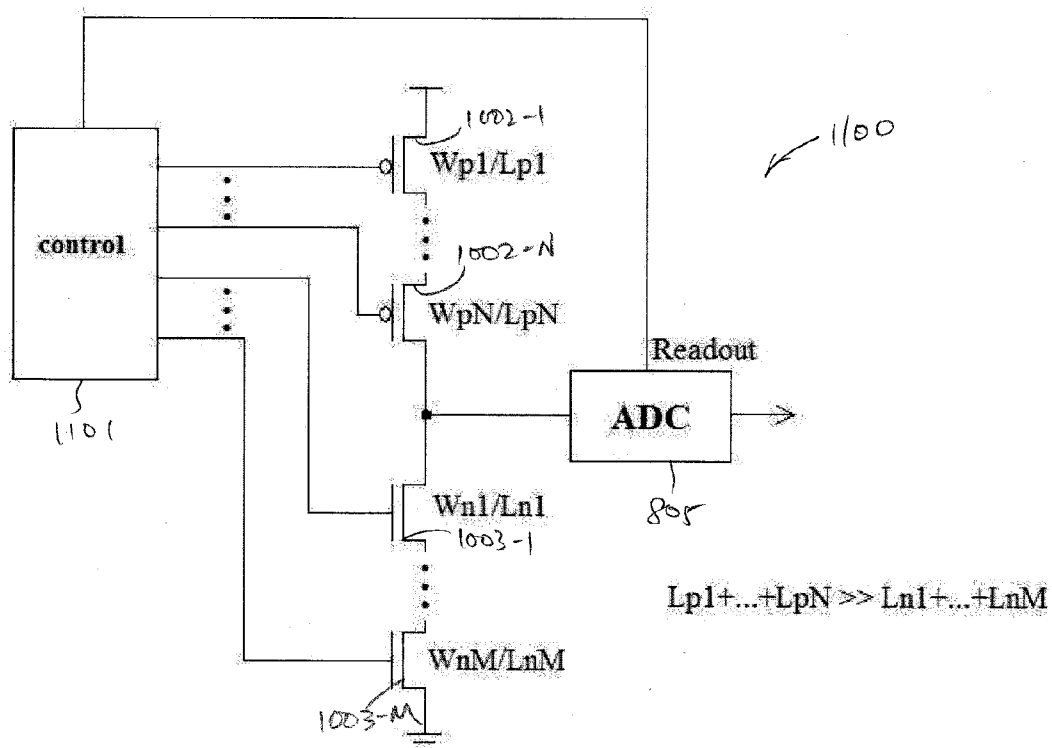 1002-1
1100
Wp1/Lp1
control
1002-N
WpN/LpN
Readout
ADC
1101
805
Wn1/Ln1
1003-1
Lp1+...+LpN >> Ln1+...+LnM
WnM/LnM
1003-M